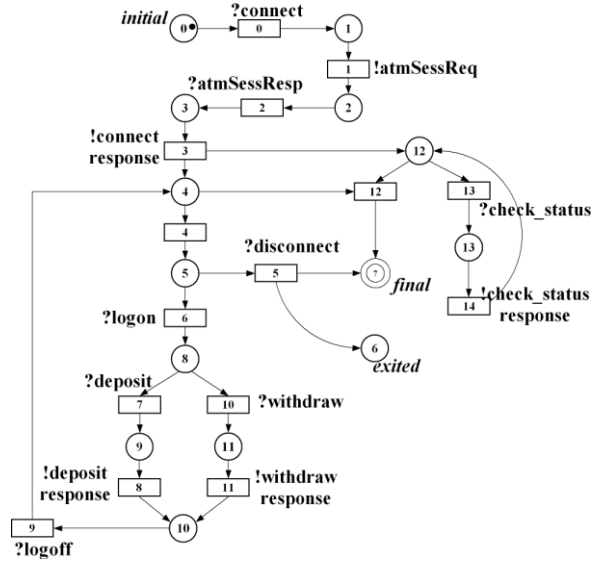 initial
?connect
0
0
1
1
!atmSessReq
?atmSessResp
3
2
2
!connect
response
3
12
4
12
13
?check_status
4
?disconnect
13
5
5
7
final
!check_status
response
14
?logon
6
6
exited
8
?deposit
7
10
?withdraw
9
11
!deposit
response
8
11
!withdraw
response
9
10
?logoff